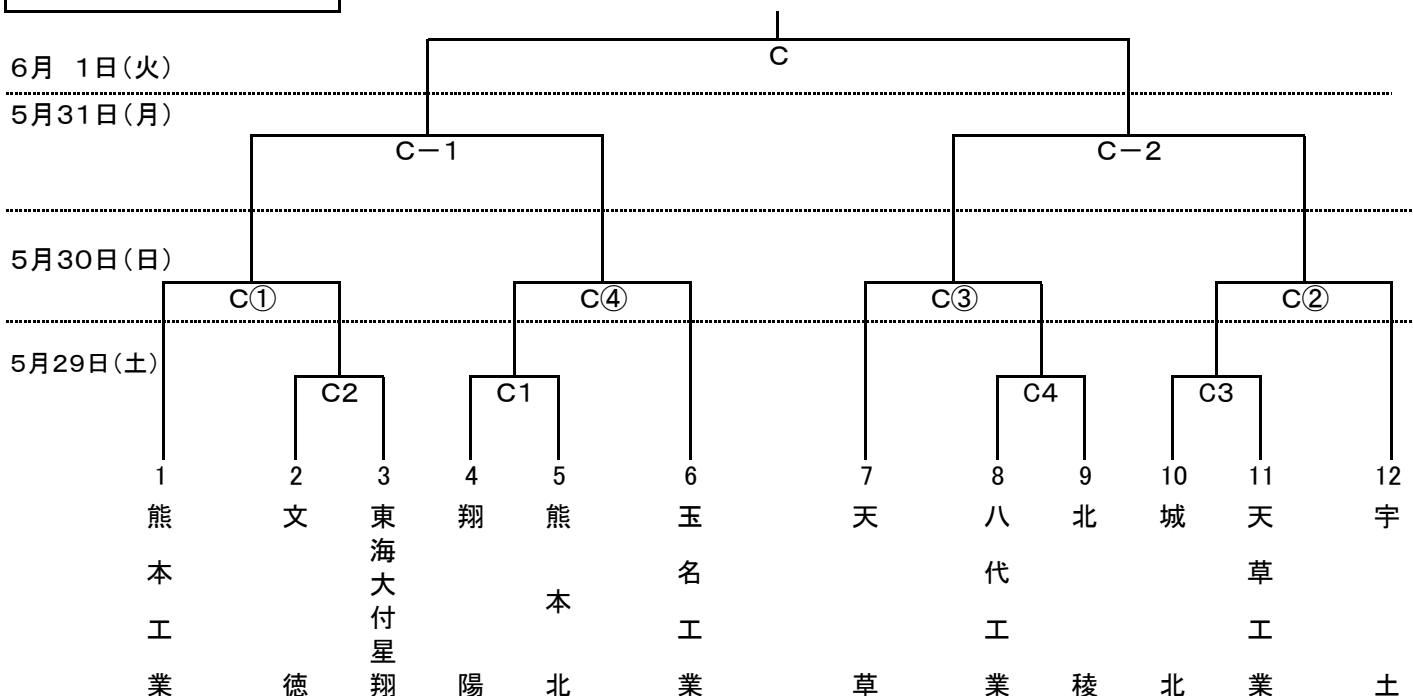 C
6月 1日(火)
5月31日(月)
C－1
C－2
5月30日(日)
C①
C④
C③
C②
5月29日(土)
C2
C1
C4
C3
1
2
3
4
5
6
7
8
9
10
11
12
熊本工業
文徳
東海大付星翔
翔陽
熊本北
玉名工業
天草
八代工業
北稜
城北
天草工業
宇土